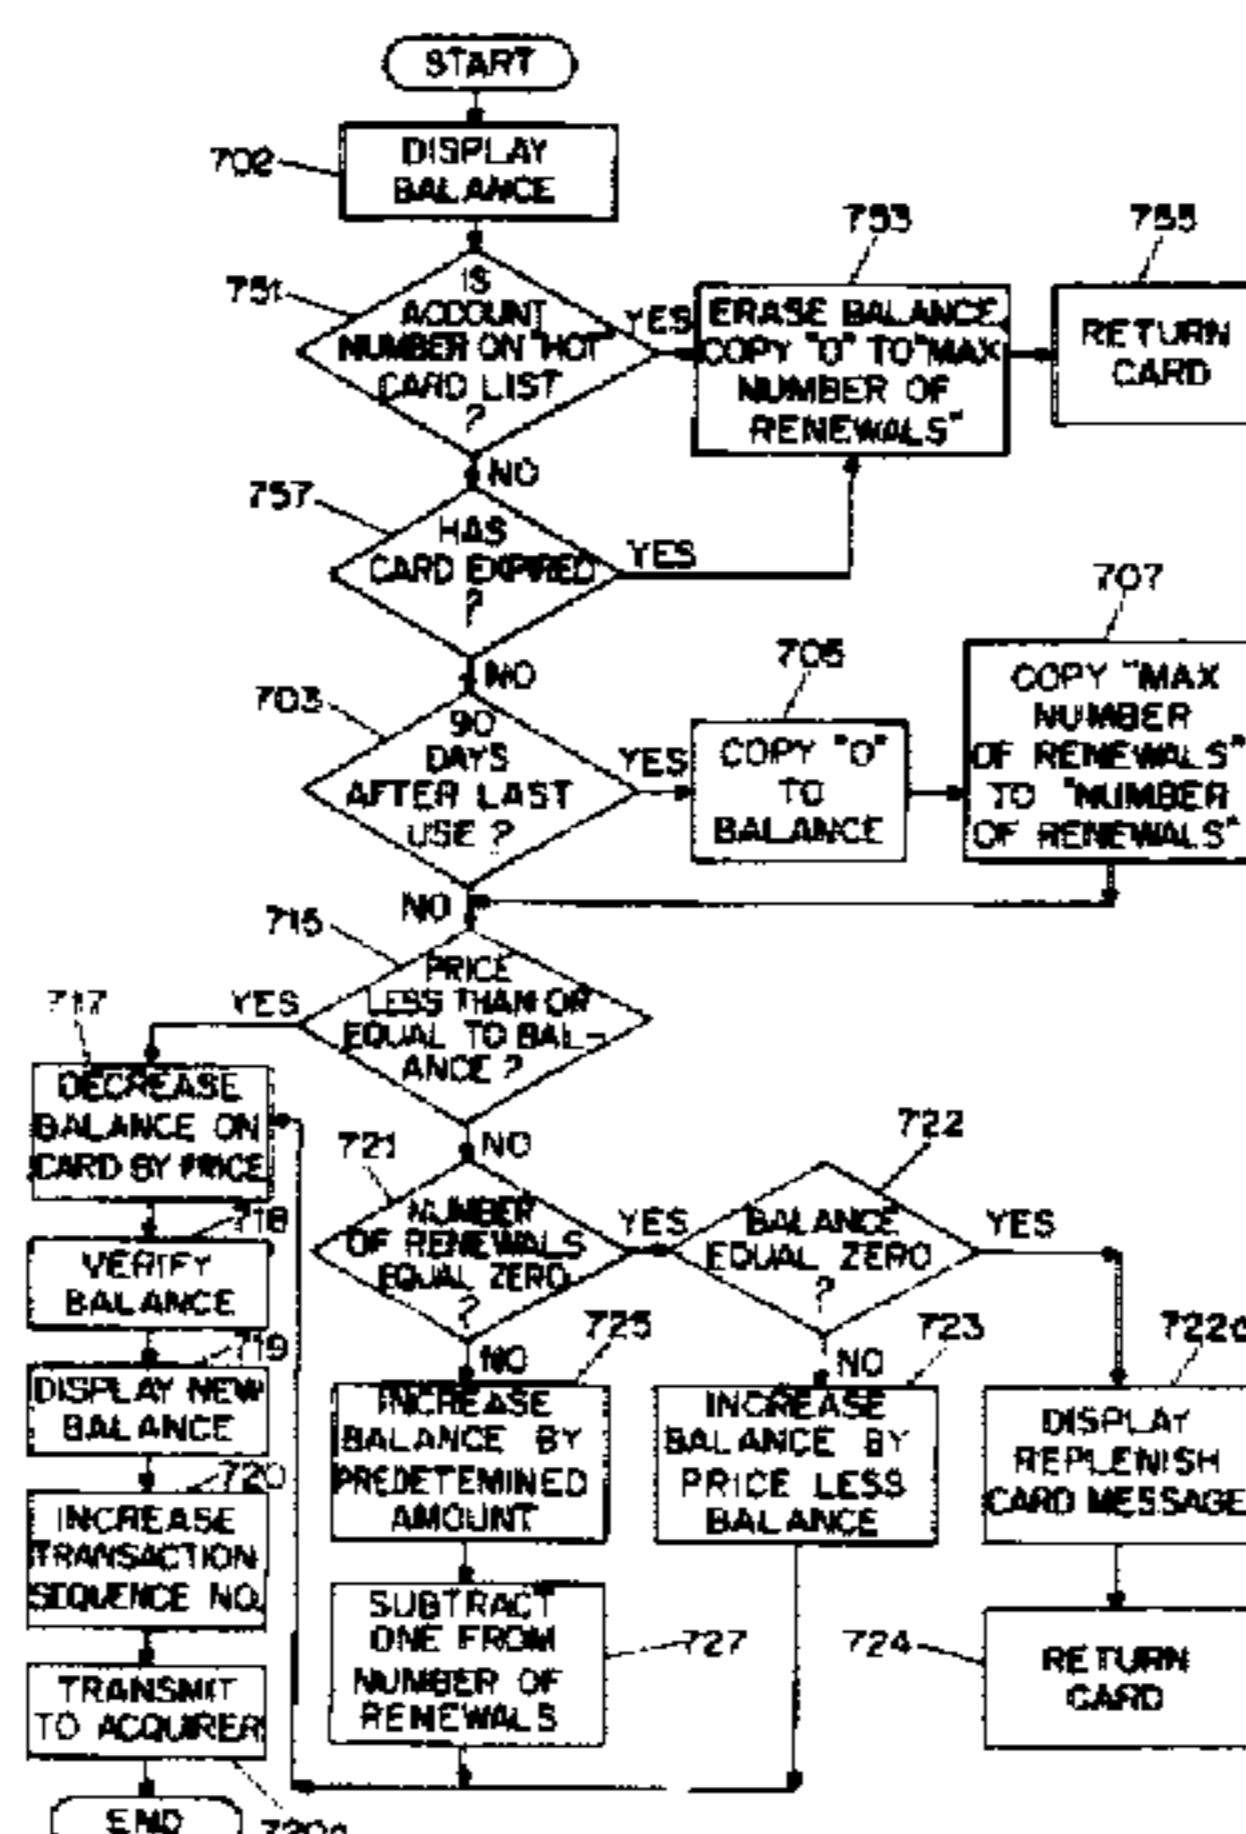 START
702
DISPLAY
BALANCE
751
IS
ACCOUNT
NUMBER ON "HOT"
CARD LIST
?
YES
753
ERASE BALANCE,
COPY "0" TO "MAX
NUMBER OF
RENEWALS"
755
RETURN
CARD
NO
757
HAS
CARD EXPIRED
?
YES
NO
703
90
DAYS
AFTER LAST
USE ?
YES
705
COPY "0"
TO
BALANCE
707
COPY "MAX
NUMBER
OF RENEWALS"
TO "NUMBER
OF RENEWALS"
NO
715
PRICE
LESS THAN OR
EQUAL TO BAL-
ANCE ?
YES
717
DECREASE
BALANCE ON
CARD BY PRICE
718
VERIFY
BALANCE
719
DISPLAY NEW
BALANCE
720
INCREASE
TRANSACTION
SEQUENCE NO.
TRANSMIT
TO ACQUIRER
720a
END
NO
721
NUMBER
OF RENEWALS
EQUAL ZERO
?
YES
722
BALANCE
EQUAL ZERO
?
YES
NO
725
INCREASE
BALANCE BY
PREDETEMINED
AMOUNT
SUBTRACT
ONE FROM
NUMBER OF
RENEWALS
727
NO
723
INCREASE
BALANCE BY
PRICE LESS
BALANCE
722a
DISPLAY
REPLENISH
CARD MESSAGE
724
RETURN
CARD